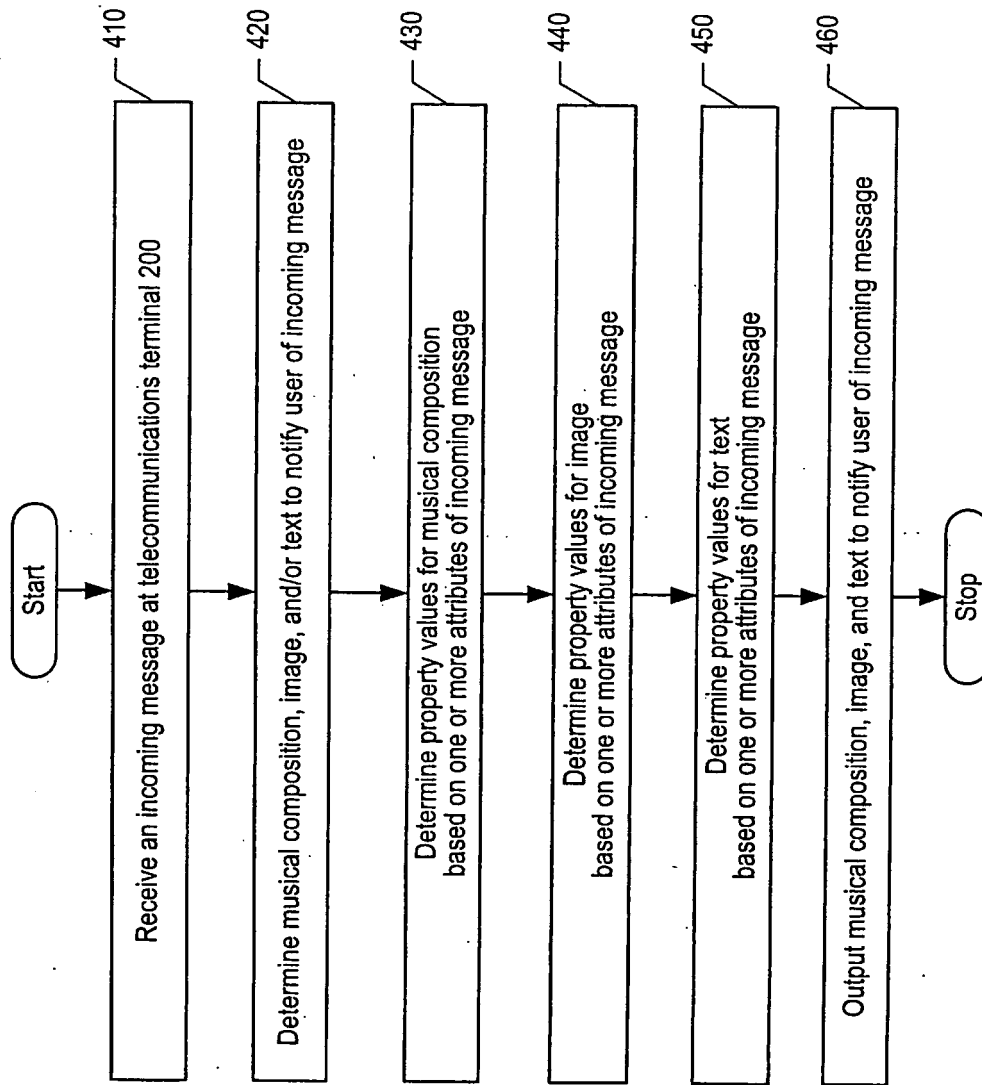 Start
410
Receive an incoming message at telecommunications terminal 200
420
Determine musical composition, image, and/or text to notify user of incoming message
430
Determine property values for musical composition
based on one or more attributes of incoming message
440
Determine property values for image
based on one or more attributes of incoming message
450
Determine property values for text
based on one or more attributes of incoming message
460
Output musical composition, image, and text to notify user of incoming message
Stop